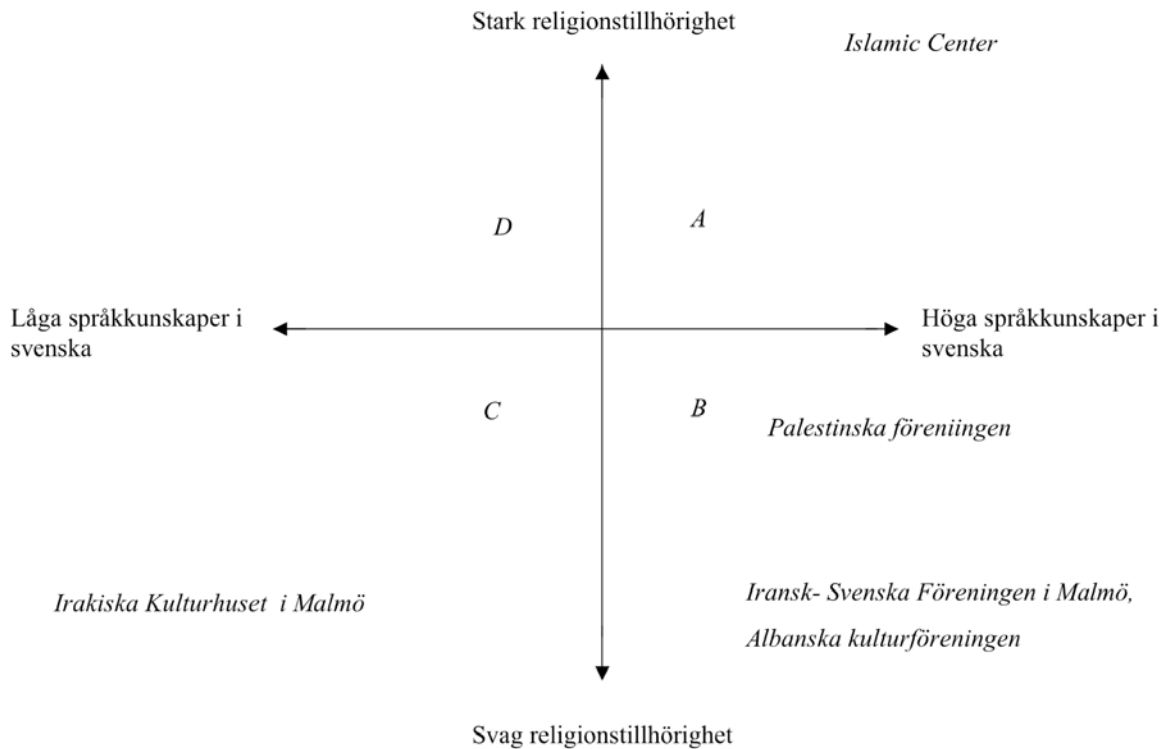 Stark religionstillhörighet
Islamic Center
D
A
Låga språkkunskaper i
svenska
Höga språkkunskaper i
svenska
C
B
Palestinska föreniingen
Irakiska Kulturhuset i Malmö
Iransk- Svenska Föreningen i Malmö,
Albanska kulturföreningen
Svag religionstillhörighet